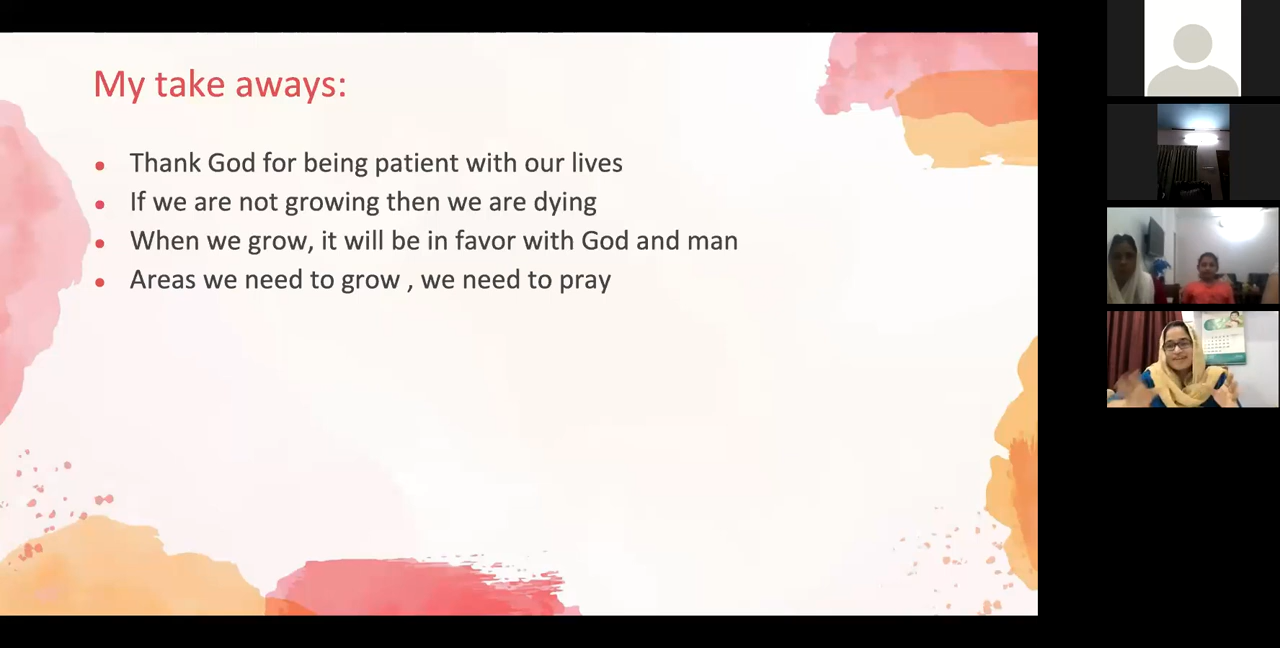 My take aways:
• Thank God for being patient with our lives
• If we are not growing then we are dying
• When we grow, it will be in favor with God and man
• Areas we need to grow , we need to pray